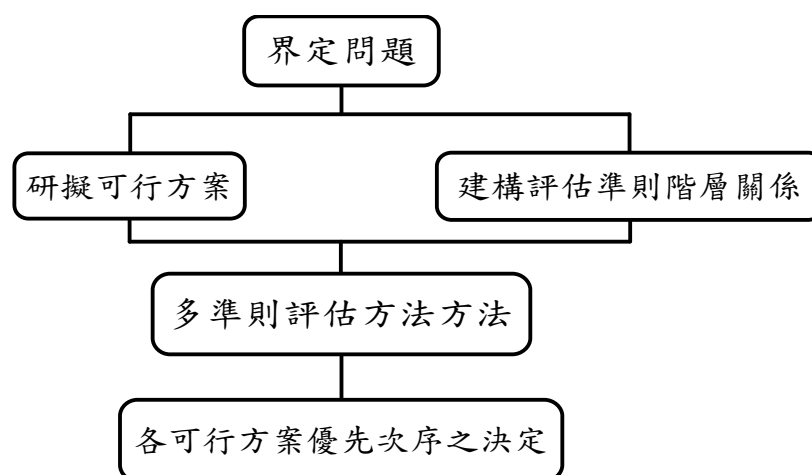 界定問題
研擬可行方案
建構評估準則階層關係
多準則評估方法方法
各可行方案優先次序之決定